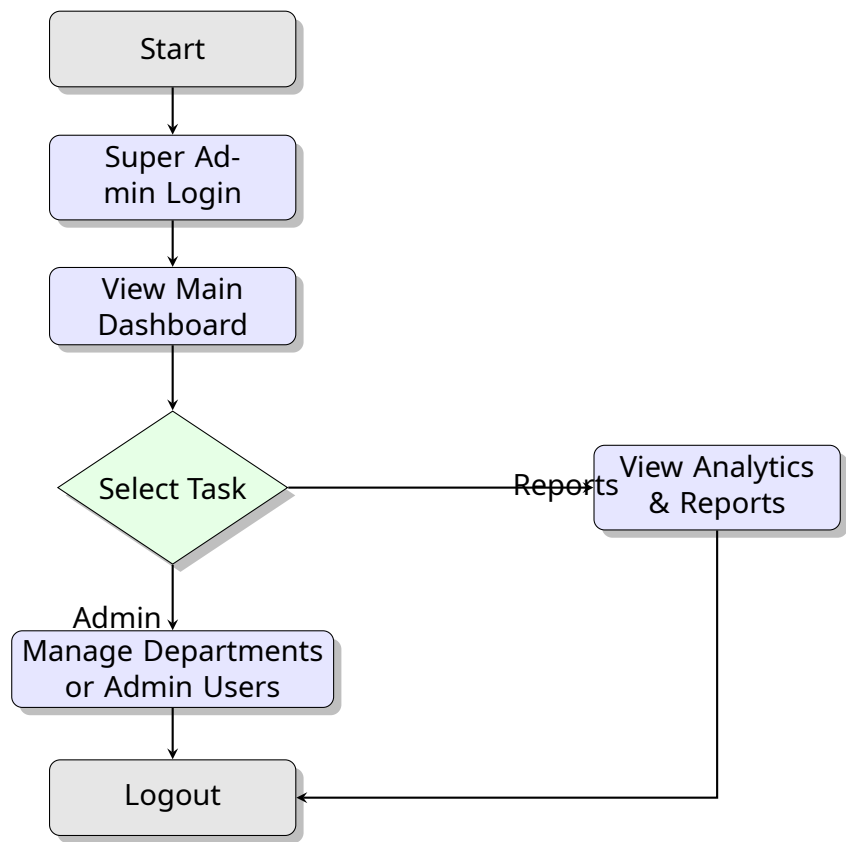 Start
Super Ad-
min Login
View Main
Dashboard
Select Task
Reports
View Analytics
& Reports
Admin
Manage Departments
or Admin Users
Logout